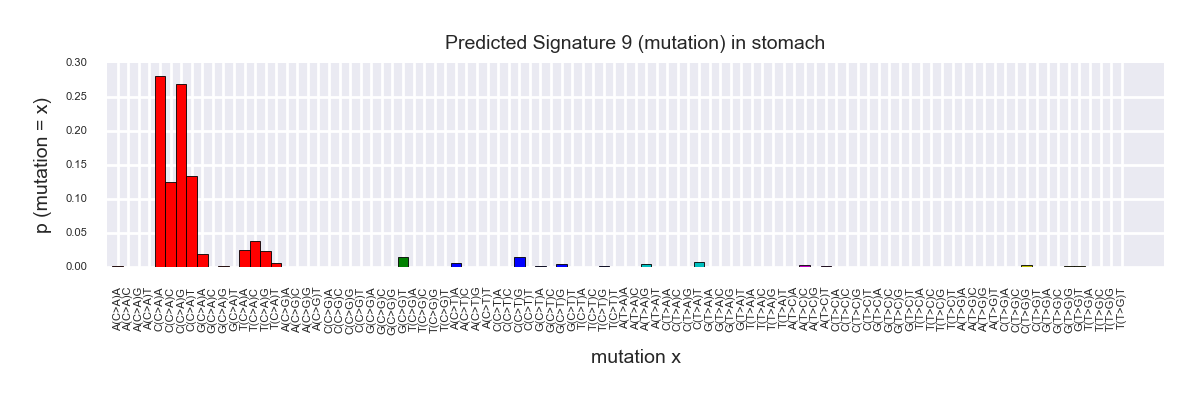 Predicted Signature 9 (mutation) in stomach
p (mutation = x)
0.30
0.25
0.20
0.15
0.10
0.05
0.00
A(C>A)A
A(C>A)C
A(C>A)G
A(C>A)T
C(C>A)A
C(C>A)C
C(C>A)G
C(C>A)T
G(C>A)A
G(C>A)C
G(C>A)G
G(C>A)T
T(C>A)A
T(C>A)C
T(C>A)G
T(C>A)T
A(C>G)A
A(C>G)C
A(C>G)G
A(C>G)T
C(C>G)A
C(C>G)C
C(C>G)G
C(C>G)T
G(C>G)A
G(C>G)C
G(C>G)G
G(C>G)T
T(C>G)A
T(C>G)C
T(C>G)G
T(C>G)T
A(C>T)A
A(C>T)C
A(C>T)G
A(C>T)T
C(C>T)A
C(C>T)C
C(C>T)G
C(C>T)T
G(C>T)A
G(C>T)C
G(C>T)G
G(C>T)T
T(C>T)A
T(C>T)C
T(C>T)G
T(C>T)T
A(T>A)A
A(T>A)C
A(T>A)G
A(T>A)T
C(T>A)A
C(T>A)C
C(T>A)G
C(T>A)T
G(T>A)A
G(T>A)C
G(T>A)G
G(T>A)T
T(T>A)A
T(T>A)C
T(T>A)G
T(T>A)T
A(T>C)A
A(T>C)C
A(T>C)G
A(T>C)T
C(T>C)A
C(T>C)C
C(T>C)G
C(T>C)T
G(T>C)A
G(T>C)C
G(T>C)G
G(T>C)T
T(T>C)A
T(T>C)C
T(T>C)G
T(T>C)T
A(T>G)A
A(T>G)C
A(T>G)G
A(T>G)T
C(T>G)A
C(T>G)C
C(T>G)G
C(T>G)T
G(T>G)A
G(T>G)C
G(T>G)G
G(T>G)T
T(T>G)A
T(T>G)C
T(T>G)G
T(T>G)T
mutation x